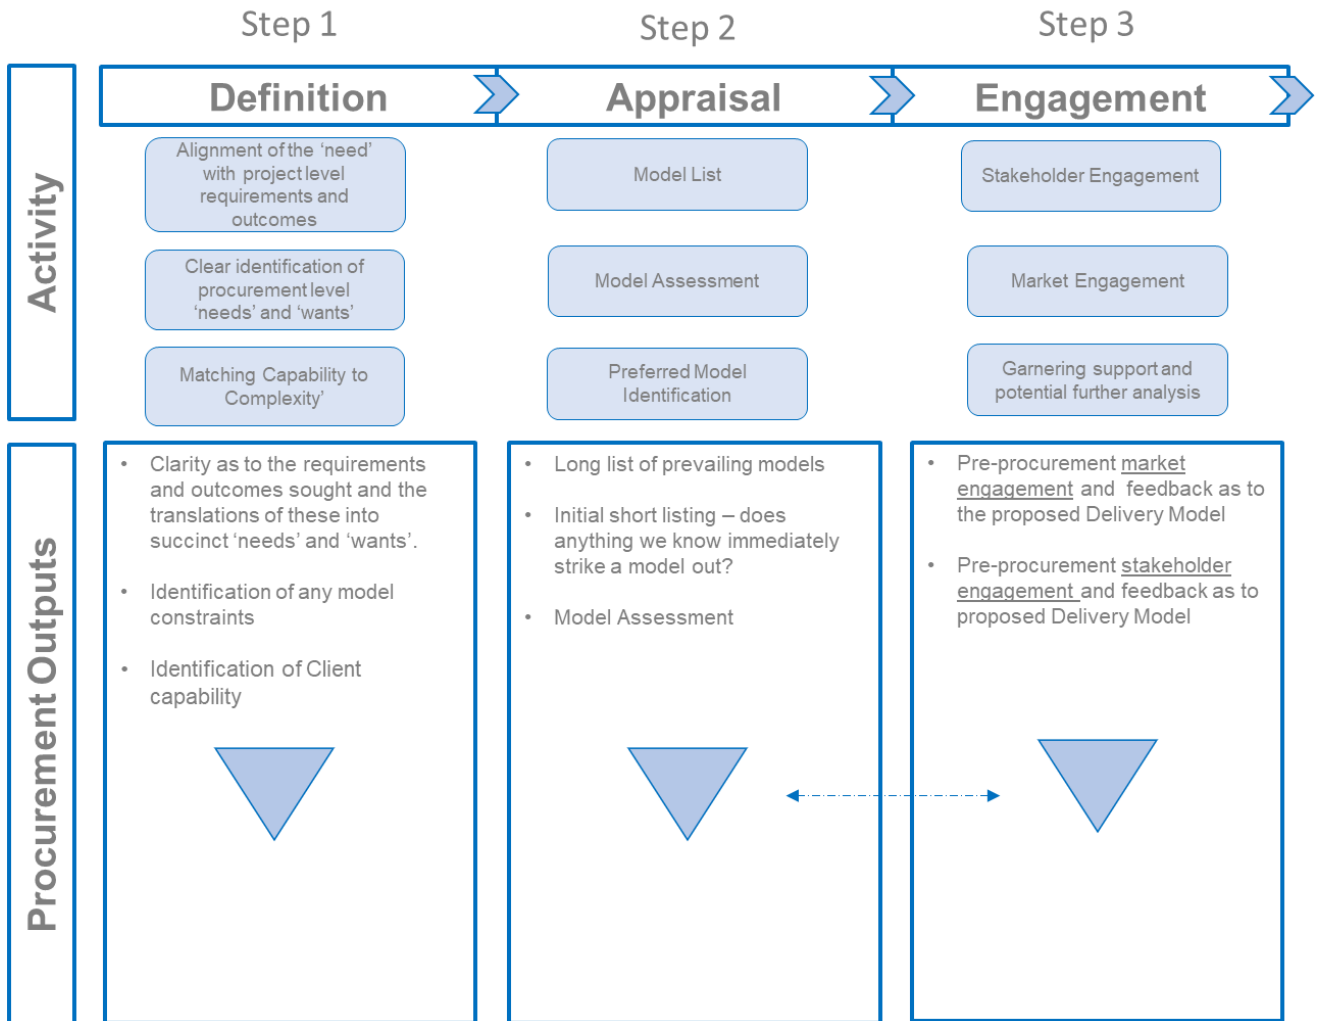 Step 1
Step 2
Step 3
Definition
Appraisal
Engagement
Activity
Alignment of the ‘need’
with project level
requirements and
outcomes
Model List
Stakeholder Engagement
Clear identification of
procurement level
‘needs’ and ‘wants’
Model Assessment
Market Engagement
Matching Capability to
Complexity’
Preferred Model
Identification
Garnering support and
potential further analysis
Procurement Outputs
• Clarity as to the requirements
and outcomes sought and the
translations of these into
succinct ‘needs’ and ‘wants’.
• Identification of any model
constraints
• Identification of Client
capability
• Long list of prevailing models
• Initial short listing – does
anything we know immediately
strike a model out?
• Model Assessment
• Pre-procurement market
engagement and feedback as to
the proposed Delivery Model
• Pre-procurement stakeholder
engagement and feedback as to
proposed Delivery Model